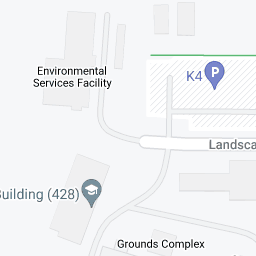 Environmental
Services Facility
K4
P
Landsca
Building (428)
Grounds Complex